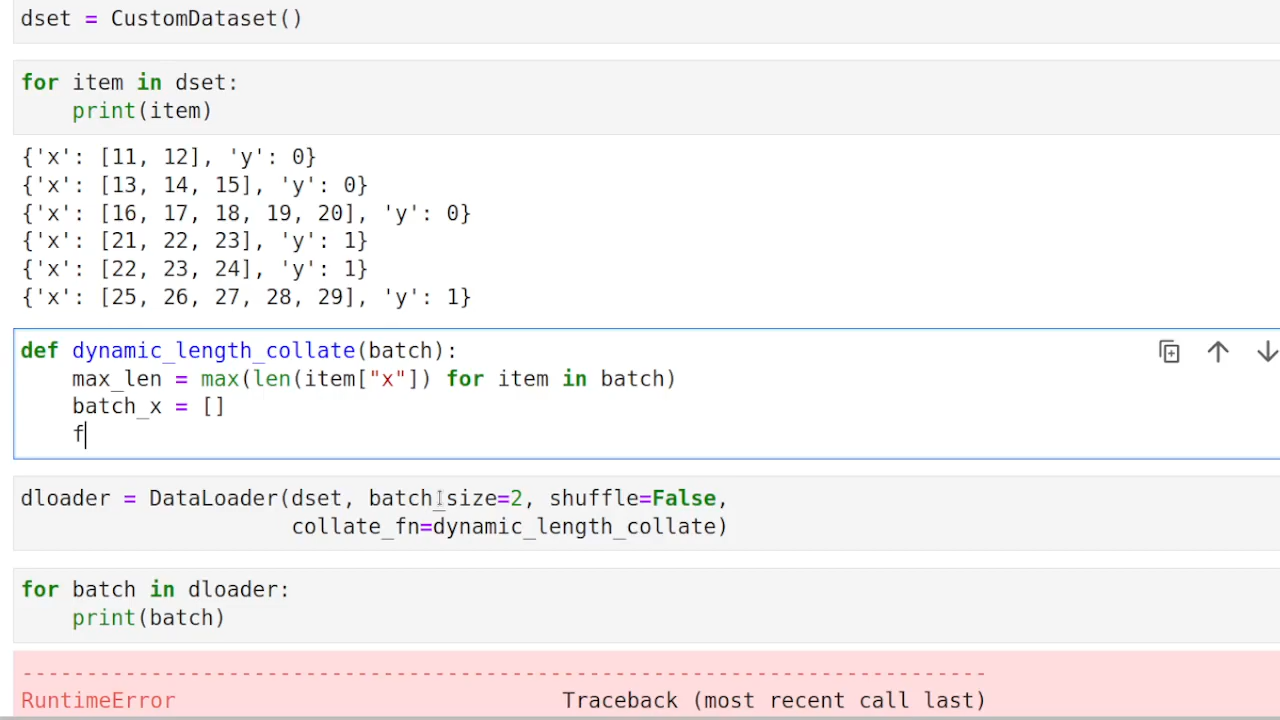 dset = CustomDataset()
for item in dset:
    print(item)
{'x': [11, 12], 'y': 0}
{'x': [13, 14, 15], 'y': 0}
{'x': [16, 17, 18, 19, 20], 'y': 0}
{'x': [21, 22, 23], 'y': 1}
{'x': [22, 23, 24], 'y': 1}
{'x': [25, 26, 27, 28, 29], 'y': 1}
def dynamic_length_collate(batch):
    max_len = max(len(item["x"]) for item in batch)
    batch_x = []
    f
dloader = DataLoader(dset, batch_size=2, shuffle=False,
                     collate_fn=dynamic_length_collate)
for batch in dloader:
    print(batch)
---------------------------------------------------------------------------
RuntimeError                              Traceback (most recent call last)